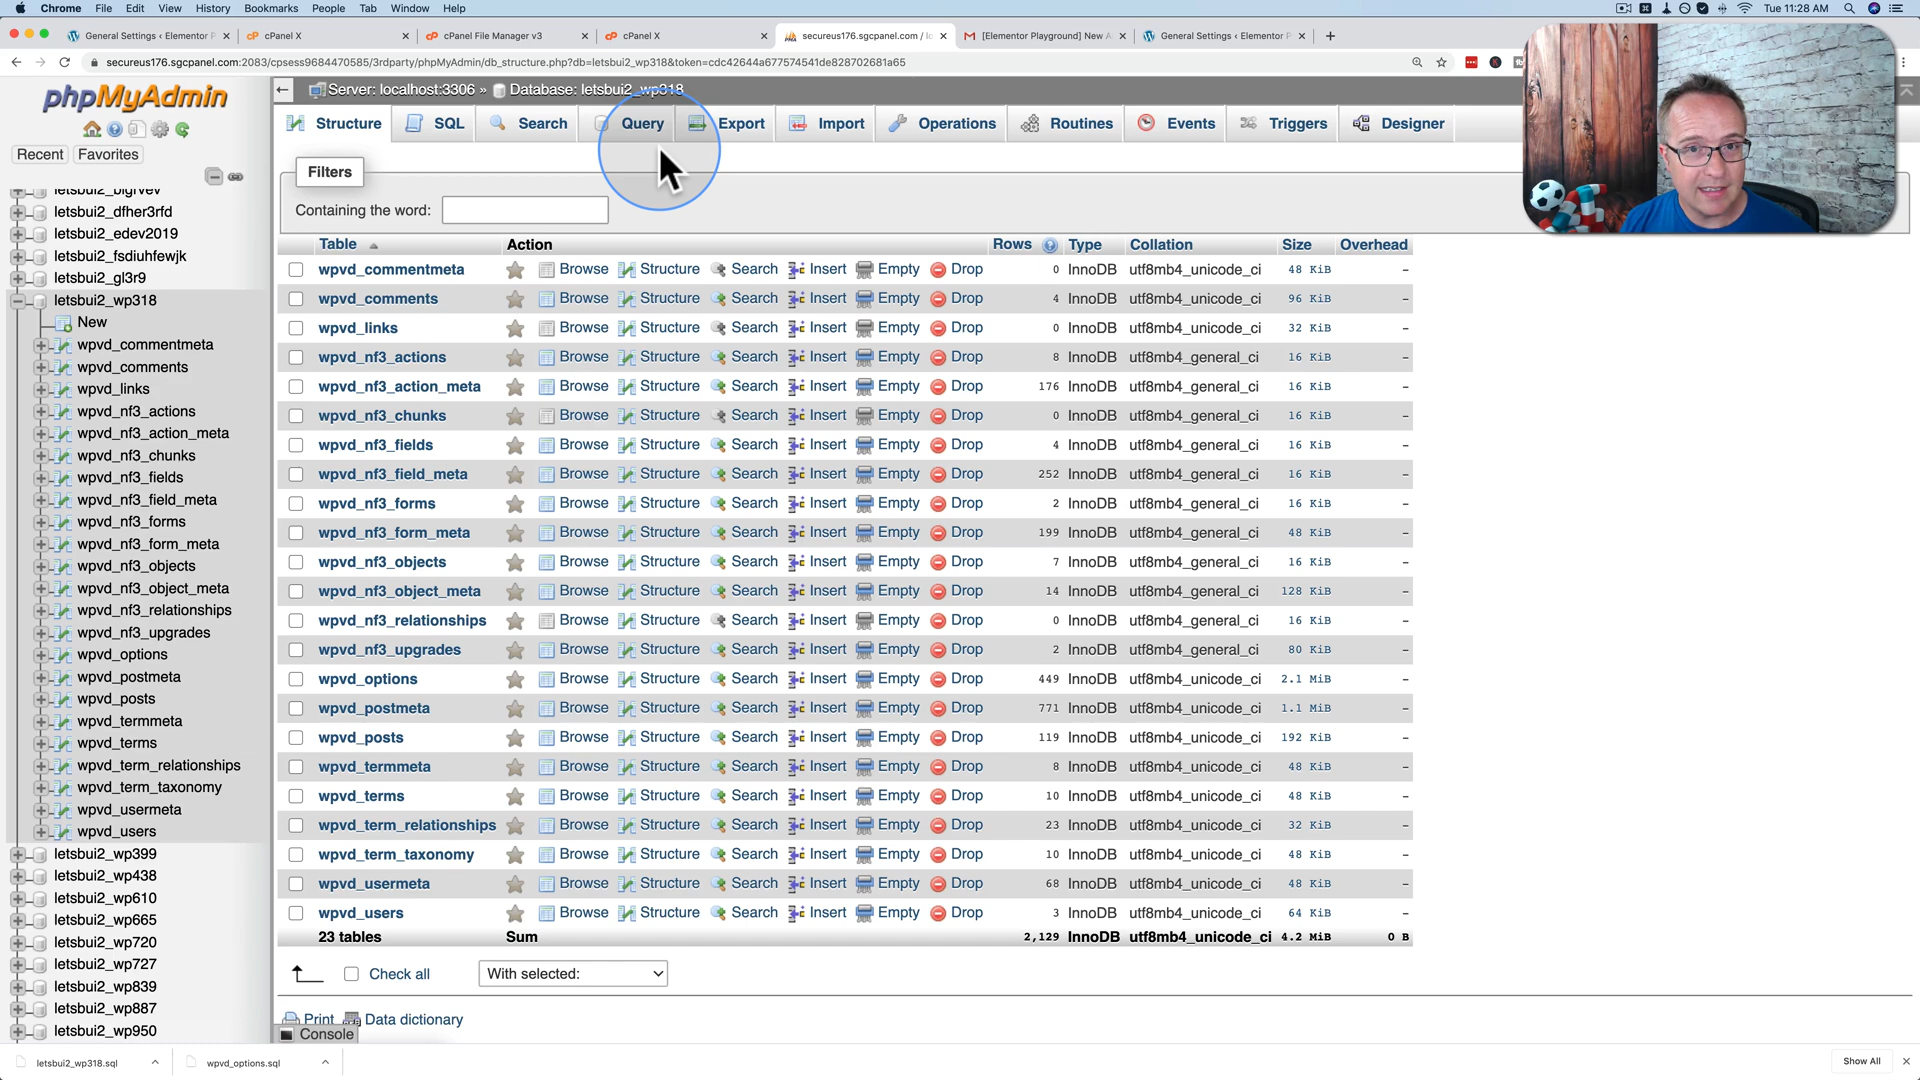 Chrome File Edit View History Bookmarks People Tab Window Help Tue 11:28 AM
General Settings ‹ Elementor P cPanel X cPanel File Manager v3 cPanel X secureus176.sgcpanel.com / lo [Elementor Playground] New A General Settings ‹ Elementor P
secureus176.sgcpanel.com:2083/cpsess9684470585/3rdparty/phpMyAdmin/db_structure.php?db=letsbui2_wp318&token=cdc42644a677574541de828702681a65
phpMyAdmin
Recent Favorites
letsbui2_dfher3rfd
letsbui2_edev2019
letsbui2_fsdiuhfewjk
letsbui2_gl3r9
letsbui2_wp318
New
wpvd_commentmeta
wpvd_comments
wpvd_links
wpvd_nf3_actions
wpvd_nf3_action_meta
wpvd_nf3_chunks
wpvd_nf3_fields
wpvd_nf3_field_meta
wpvd_nf3_forms
wpvd_nf3_form_meta
wpvd_nf3_objects
wpvd_nf3_object_meta
wpvd_nf3_relationships
wpvd_nf3_upgrades
wpvd_options
wpvd_postmeta
wpvd_posts
wpvd_termmeta
wpvd_terms
wpvd_term_relationships
wpvd_term_taxonomy
wpvd_usermeta
wpvd_users
letsbui2_wp399
letsbui2_wp438
letsbui2_wp610
letsbui2_wp665
letsbui2_wp720
letsbui2_wp727
letsbui2_wp839
letsbui2_wp887
letsbui2_wp950
Server: localhost:3306 » Database: letsbui2_wp318
Structure SQL Search Query Export Import Operations Routines Events Triggers Designer
Filters
Containing the word:
Table Action Rows Type Collation Size Overhead
wpvd_commentmeta Browse Structure Search Insert Empty Drop 0 InnoDB utf8mb4_unicode_ci 48 KiB –
wpvd_comments Browse Structure Search Insert Empty Drop 4 InnoDB utf8mb4_unicode_ci 96 KiB –
wpvd_links Browse Structure Search Insert Empty Drop 0 InnoDB utf8mb4_unicode_ci 32 KiB –
wpvd_nf3_actions Browse Structure Search Insert Empty Drop 8 InnoDB utf8mb4_general_ci 16 KiB –
wpvd_nf3_action_meta Browse Structure Search Insert Empty Drop 176 InnoDB utf8mb4_general_ci 16 KiB –
wpvd_nf3_chunks Browse Structure Search Insert Empty Drop 0 InnoDB utf8mb4_general_ci 16 KiB –
wpvd_nf3_fields Browse Structure Search Insert Empty Drop 4 InnoDB utf8mb4_general_ci 16 KiB –
wpvd_nf3_field_meta Browse Structure Search Insert Empty Drop 252 InnoDB utf8mb4_general_ci 16 KiB –
wpvd_nf3_forms Browse Structure Search Insert Empty Drop 2 InnoDB utf8mb4_general_ci 16 KiB –
wpvd_nf3_form_meta Browse Structure Search Insert Empty Drop 199 InnoDB utf8mb4_general_ci 48 KiB –
wpvd_nf3_objects Browse Structure Search Insert Empty Drop 7 InnoDB utf8mb4_general_ci 16 KiB –
wpvd_nf3_object_meta Browse Structure Search Insert Empty Drop 14 InnoDB utf8mb4_general_ci 128 KiB –
wpvd_nf3_relationships Browse Structure Search Insert Empty Drop 0 InnoDB utf8mb4_general_ci 16 KiB –
wpvd_nf3_upgrades Browse Structure Search Insert Empty Drop 2 InnoDB utf8mb4_general_ci 80 KiB –
wpvd_options Browse Structure Search Insert Empty Drop 449 InnoDB utf8mb4_unicode_ci 2.1 MiB –
wpvd_postmeta Browse Structure Search Insert Empty Drop 771 InnoDB utf8mb4_unicode_ci 1.1 MiB –
wpvd_posts Browse Structure Search Insert Empty Drop 119 InnoDB utf8mb4_unicode_ci 192 KiB –
wpvd_termmeta Browse Structure Search Insert Empty Drop 8 InnoDB utf8mb4_unicode_ci 48 KiB –
wpvd_terms Browse Structure Search Insert Empty Drop 10 InnoDB utf8mb4_unicode_ci 48 KiB –
wpvd_term_relationships Browse Structure Search Insert Empty Drop 23 InnoDB utf8mb4_unicode_ci 32 KiB –
wpvd_term_taxonomy Browse Structure Search Insert Empty Drop 10 InnoDB utf8mb4_unicode_ci 48 KiB –
wpvd_usermeta Browse Structure Search Insert Empty Drop 68 InnoDB utf8mb4_unicode_ci 48 KiB –
wpvd_users Browse Structure Search Insert Empty Drop 3 InnoDB utf8mb4_unicode_ci 64 KiB –
23 tables Sum 2,129 InnoDB utf8mb4_unicode_ci 4.2 MiB 0 B
Check all With selected:
Print Data dictionary
Console
letsbui2_wp318.sql wpvd_options.sql Show All